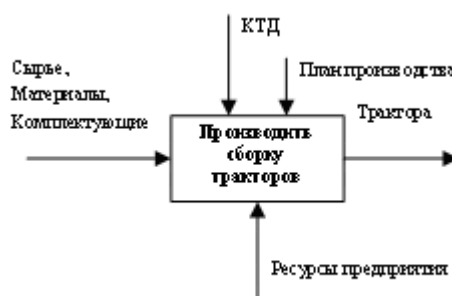 КТД
Сырье,
Материалы,
Комплектующие
План производства
Трактора
Производить
сборку
тракторов
Ресурсы предприятия